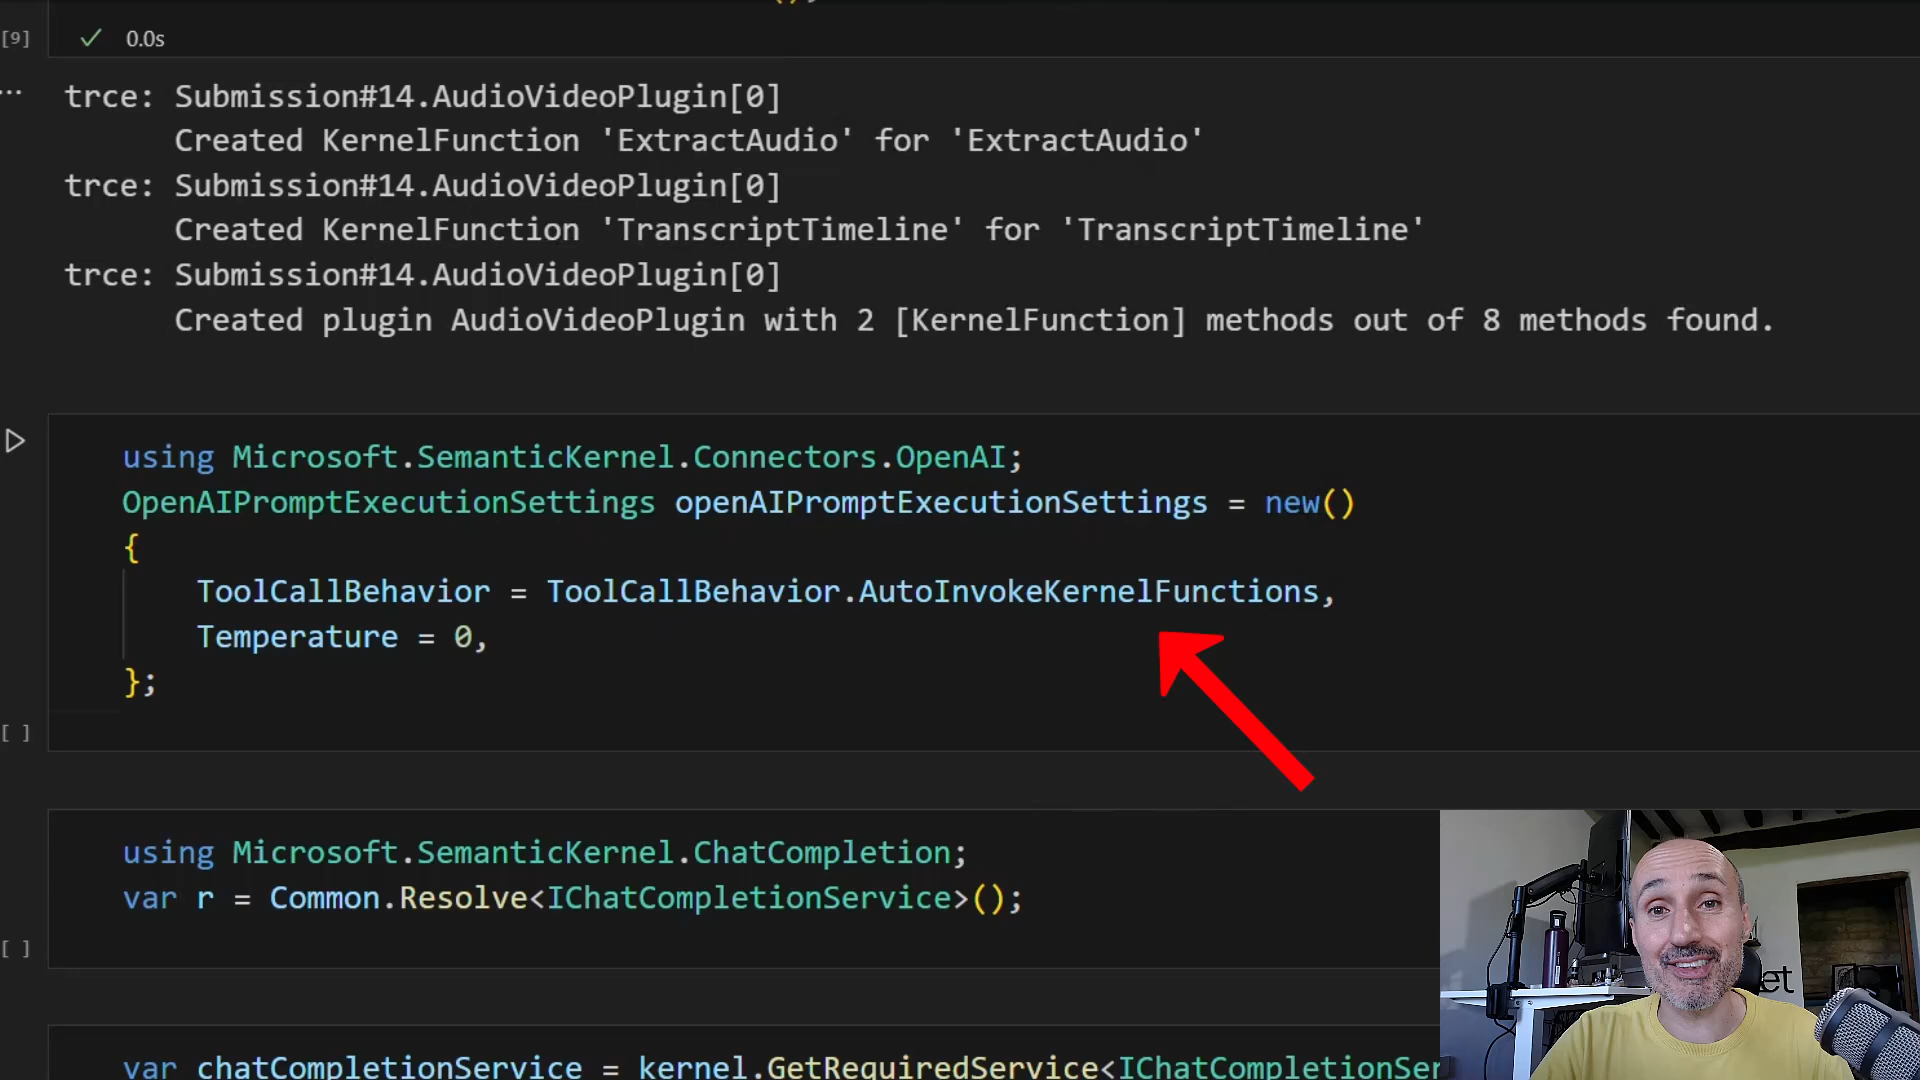 [9] 0.0s
... trce: Submission#14.AudioVideoPlugin[0]
Created KernelFunction 'ExtractAudio' for 'ExtractAudio'
trce: Submission#14.AudioVideoPlugin[0]
Created KernelFunction 'TranscriptTimeline' for 'TranscriptTimeline'
trce: Submission#14.AudioVideoPlugin[0]
Created plugin AudioVideoPlugin with 2 [KernelFunction] methods out of 8 methods found.
using Microsoft.SemanticKernel.Connectors.OpenAI;
OpenAIPromptExecutionSettings openAIPromptExecutionSettings = new()
{
ToolCallBehavior = ToolCallBehavior.AutoInvokeKernelFunctions,
Temperature = 0,
};
[ ]
using Microsoft.SemanticKernel.ChatCompletion;
var r = Common.Resolve<IChatCompletionService>();
[ ]
et
var chatCompletionService = kernel.GetRequiredService<IChatCompletionSer